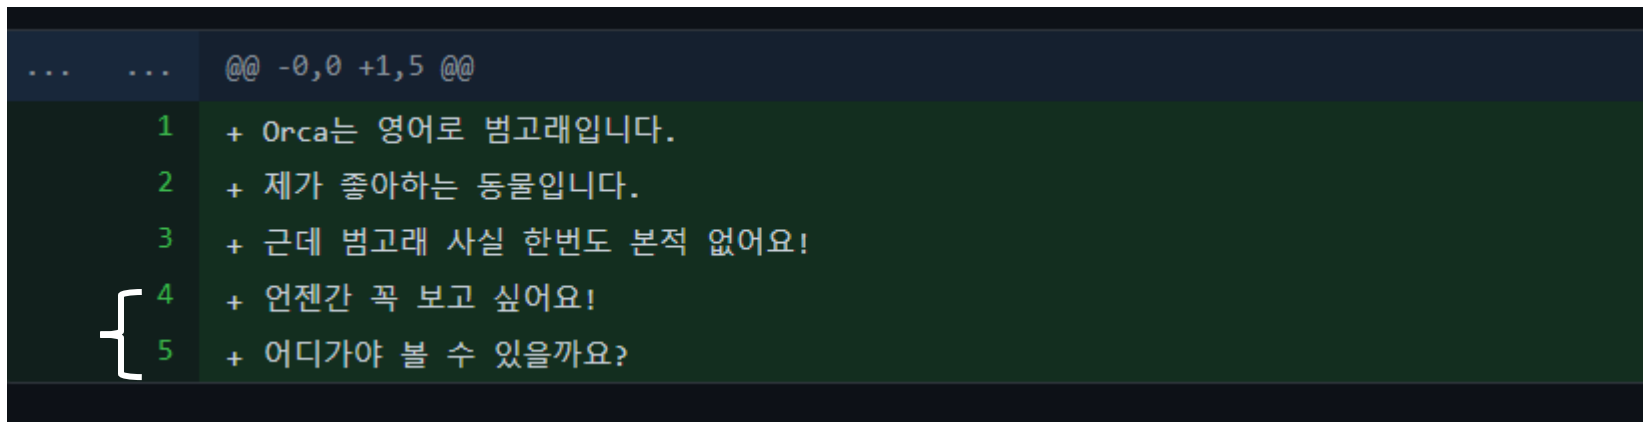 ... ... @@ -0,0 +1,5 @@
1 + Orca는 영어로 범고래입니다.
2 + 제가 좋아하는 동물입니다.
3 + 근데 범고래 사실 한번도 본적 없어요!
4 + 언젠간 꼭 보고 싶어요!
5 + 어디가야 볼 수 있을까요?